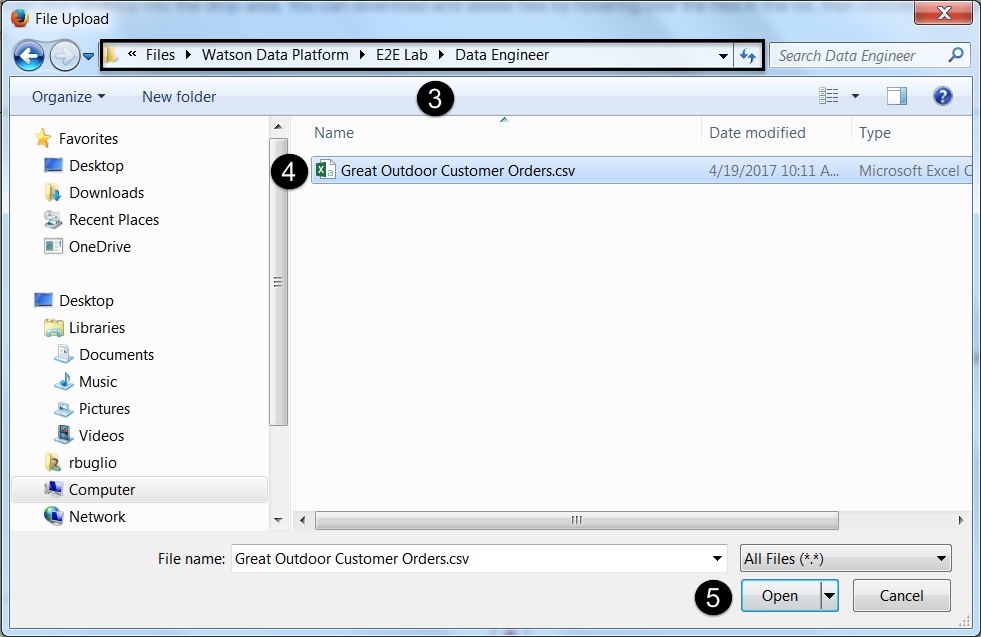 File Upload
« Files Watson Data Platform E2E Lab Data Engineer
Search Data Engineer
Organize New folder
3
Name Date modified Type
4 Great Outdoor Customer Orders.csv 4/19/2017 10:11 A... Microsoft Excel C
Favorites
Desktop
Downloads
Recent Places
OneDrive
Desktop
Libraries
Documents
Music
Pictures
Videos
rbuglio
Computer
Network
File name: Great Outdoor Customer Orders.csv All Files (*.*)
5 Open Cancel